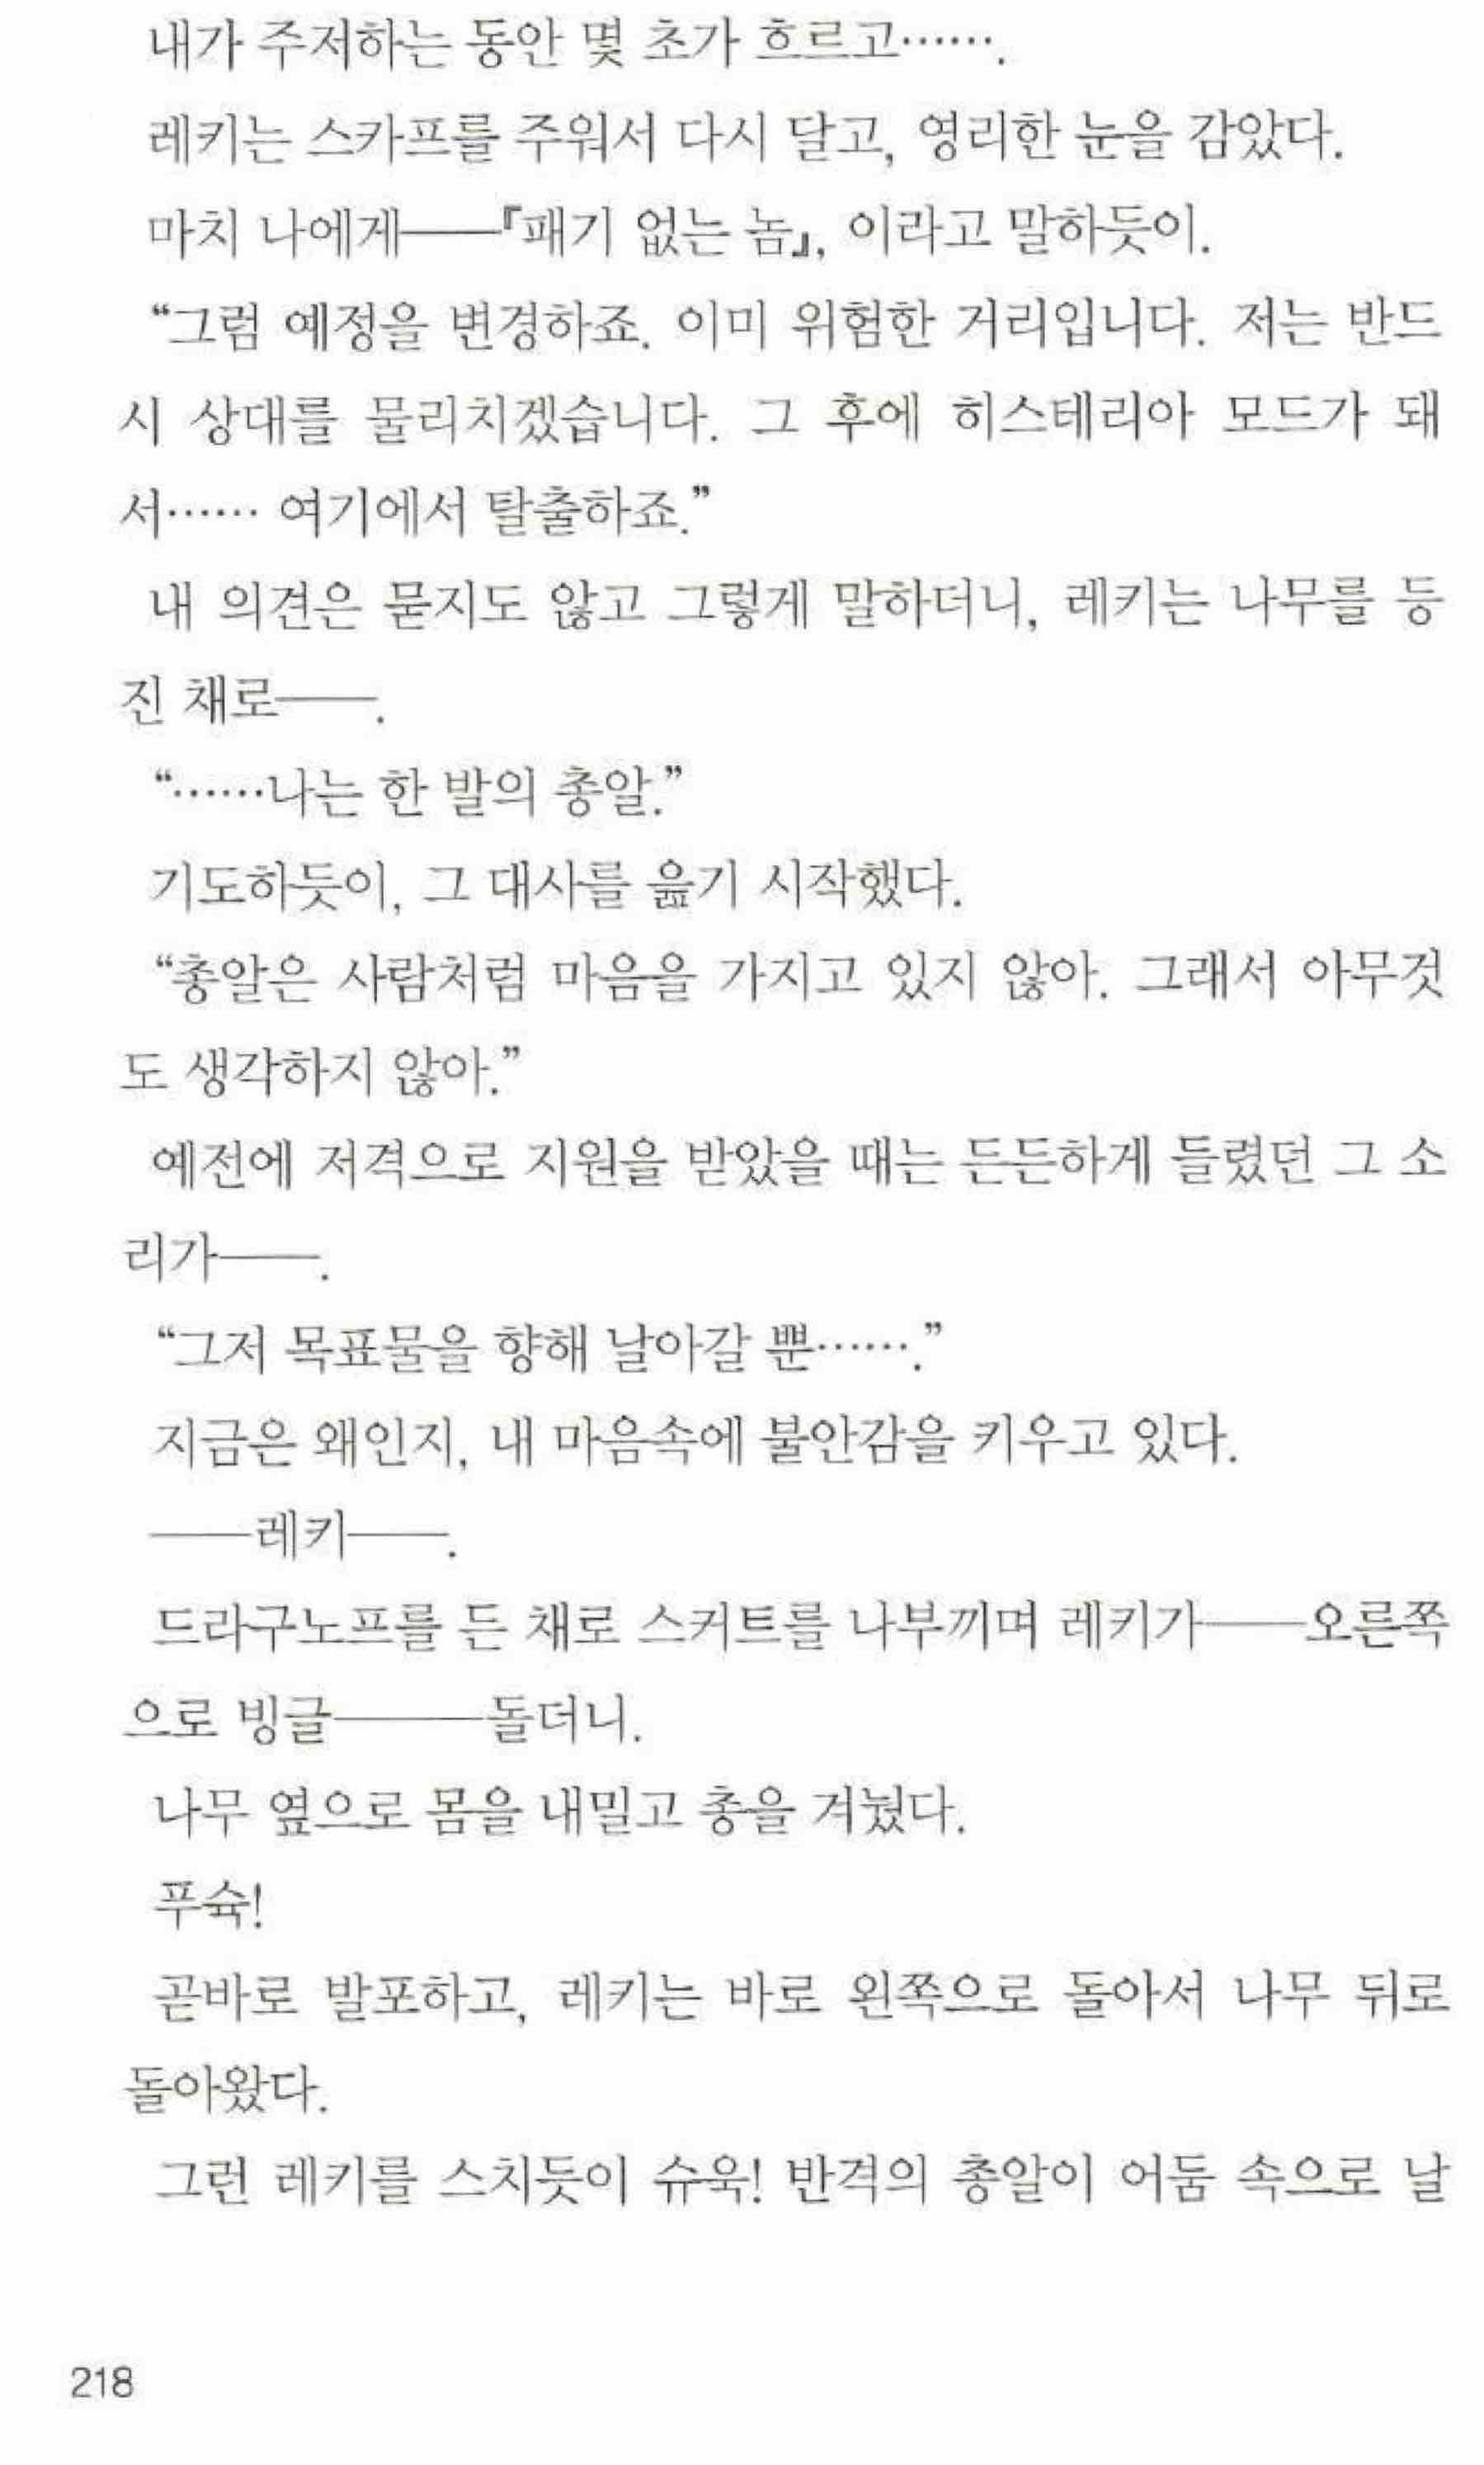 내가 주저하는 동안 몇 초가 흐르고…….
레키는 스카프를 주워서 다시 달고, 영리한 눈을 감았다.
마치 나에게──『패기 없는 놈』, 이라고 말하듯이.
“그럼 예정을 변경하죠. 이미 위험한 거리입니다. 저는 반드
시 상대를 물리치겠습니다. 그 후에 히스테리아 모드가 돼
서…… 여기에서 탈출하죠.”
내 의견은 묻지도 않고 그렇게 말하더니, 레키는 나무를 등
진 채로──.
“……나는 한 발의 총알.”
기도하듯이, 그 대사를 읊기 시작했다.
“총알은 사람처럼 마음을 가지고 있지 않아. 그래서 아무것
도 생각하지 않아.”
예전에 저격으로 지원을 받았을 때는 든든하게 들렸던 그 소
리가──.
“그저 목표물을 향해 날아갈 뿐…….”
지금은 왜인지, 내 마음속에 불안감을 키우고 있다.
──레키──.
드라구노프를 든 채로 스커트를 나부끼며 레키가──오른쪽
으로 빙글───돌더니.
나무 옆으로 몸을 내밀고 총을 겨눴다.
푸슉!
곧바로 발포하고, 레키는 바로 왼쪽으로 돌아서 나무 뒤로
돌아왔다.
그런 레키를 스치듯이 슈욱! 반격의 총알이 어둠 속으로 날
218